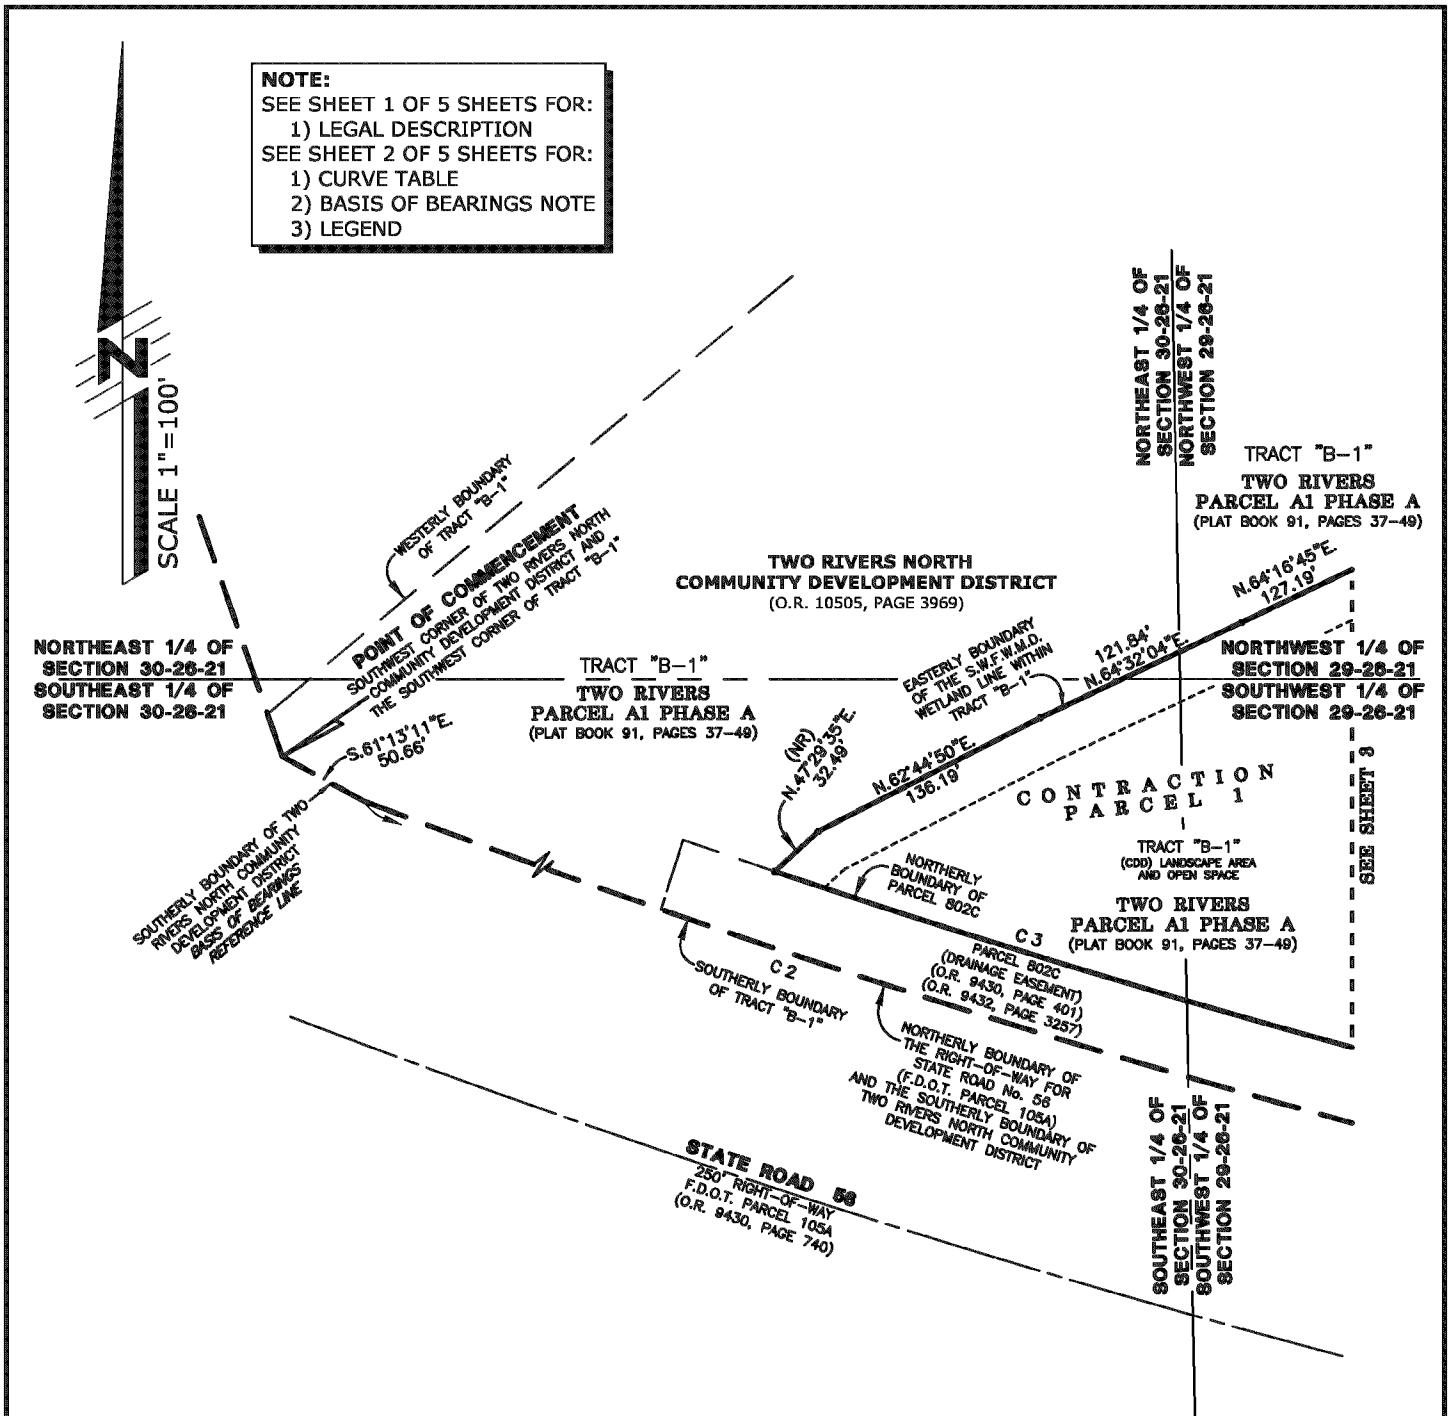 NOTE:
SEE SHEET 1 OF 5 SHEETS FOR:
1) LEGAL DESCRIPTION
SEE SHEET 2 OF 5 SHEETS FOR:
1) CURVE TABLE
2) BASIS OF BEARINGS NOTE
3) LEGEND
N
SCALE 1"=100'
NORTHEAST 1/4 OF
SECTION 30-26-21
NORTHWEST 1/4 OF
SECTION 29-26-21
TRACT "B-1"
TWO RIVERS
PARCEL A1 PHASE A
(PLAT BOOK 91, PAGES 37-49)
WESTERLY BOUNDARY
OF TRACT "B-1"
POINT OF COMMENCEMENT
SOUTHWEST CORNER OF TWO RIVERS NORTH
COMMUNITY DEVELOPMENT DISTRICT AND
THE SOUTHWEST CORNER OF TRACT "B-1"
TWO RIVERS NORTH
COMMUNITY DEVELOPMENT DISTRICT
(O.R. 10505, PAGE 3969)
N.64°16'45"E.
127.19'
NORTHEAST 1/4 OF
SECTION 30-26-21
SOUTHEAST 1/4 OF
SECTION 30-26-21
TRACT "B-1"
TWO RIVERS
PARCEL A1 PHASE A
(PLAT BOOK 91, PAGES 37-49)
EASTERLY BOUNDARY
OF THE S.W.F.W.M.D.
WETLAND LINE WITHIN
TRACT "B-1"
121.84'
N.64°32'04"E.
NORTHWEST 1/4 OF
SECTION 29-26-21
SOUTHWEST 1/4 OF
SECTION 29-26-21
S.61°13'11"E.
50.66'
(NR)
N.47°29'35"E.
32.49'
N.62°44'50"E.
136.19'
CONTRACTION
PARCEL 1
SEE SHEET 3
SOUTHERLY BOUNDARY OF TWO
RIVERS NORTH COMMUNITY
DEVELOPMENT DISTRICT
BASIS OF BEARINGS
REFERENCE LINE
NORTHERLY
BOUNDARY OF
PARCEL 802C
TRACT "B-1"
(CDD) LANDSCAPE AREA
AND OPEN SPACE
TWO RIVERS
PARCEL A1 PHASE A
(PLAT BOOK 91, PAGES 37-49)
C3
PARCEL 802C
(DRAINAGE EASEMENT)
(O.R. 9430, PAGE 401)
(O.R. 9432, PAGE 3257)
C2
SOUTHERLY BOUNDARY
OF TRACT "B-1"
NORTHERLY BOUNDARY OF
THE RIGHT-OF-WAY FOR
STATE ROAD No. 56
(F.D.O.T. PARCEL 105A)
AND THE SOUTHERLY BOUNDARY OF
TWO RIVERS NORTH COMMUNITY
DEVELOPMENT DISTRICT
STATE ROAD 56
250' RIGHT-OF-WAY
F.D.O.T. PARCEL 105A
(O.R. 9430, PAGE 740)
SOUTHEAST 1/4 OF
SECTION 30-26-21
SOUTHWEST 1/4 OF
SECTION 29-26-21